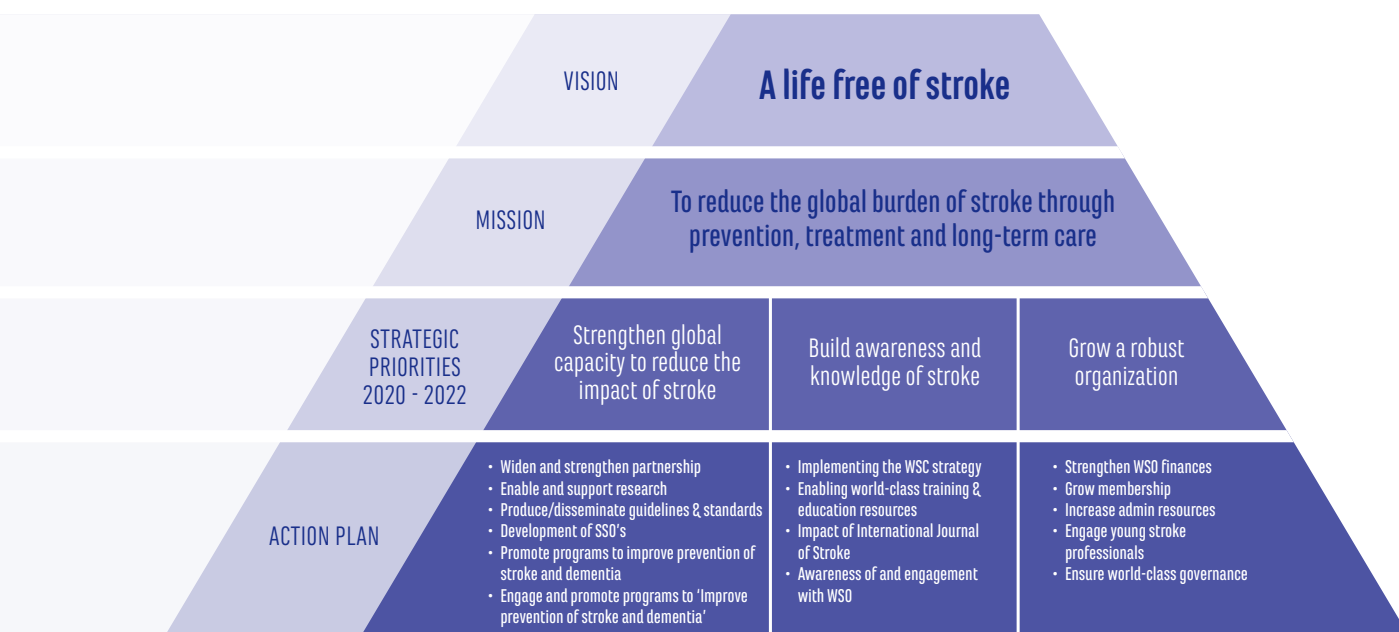 VISION
A life free of stroke
MISSION
To reduce the global burden of stroke through
prevention, treatment and long-term care
STRATEGIC
PRIORITIES
2020 - 2022
Strengthen global
capacity to reduce the
impact of stroke
Build awareness and
knowledge of stroke
Grow a robust
organization
ACTION PLAN
• Widen and strengthen partnership
• Enable and support research
• Produce/disseminate guidelines & standards
• Development of SSO's
• Promote programs to improve prevention of
stroke and dementia
• Engage and promote programs to ‘Improve
prevention of stroke and dementia’
• Implementing the WSC strategy
• Enabling world-class training &
education resources
• Impact of International Journal
of Stroke
• Awareness of and engagement
with WSO
• Strengthen WSO finances
• Grow membership
• Increase admin resources
• Engage young stroke
professionals
• Ensure world-class governance